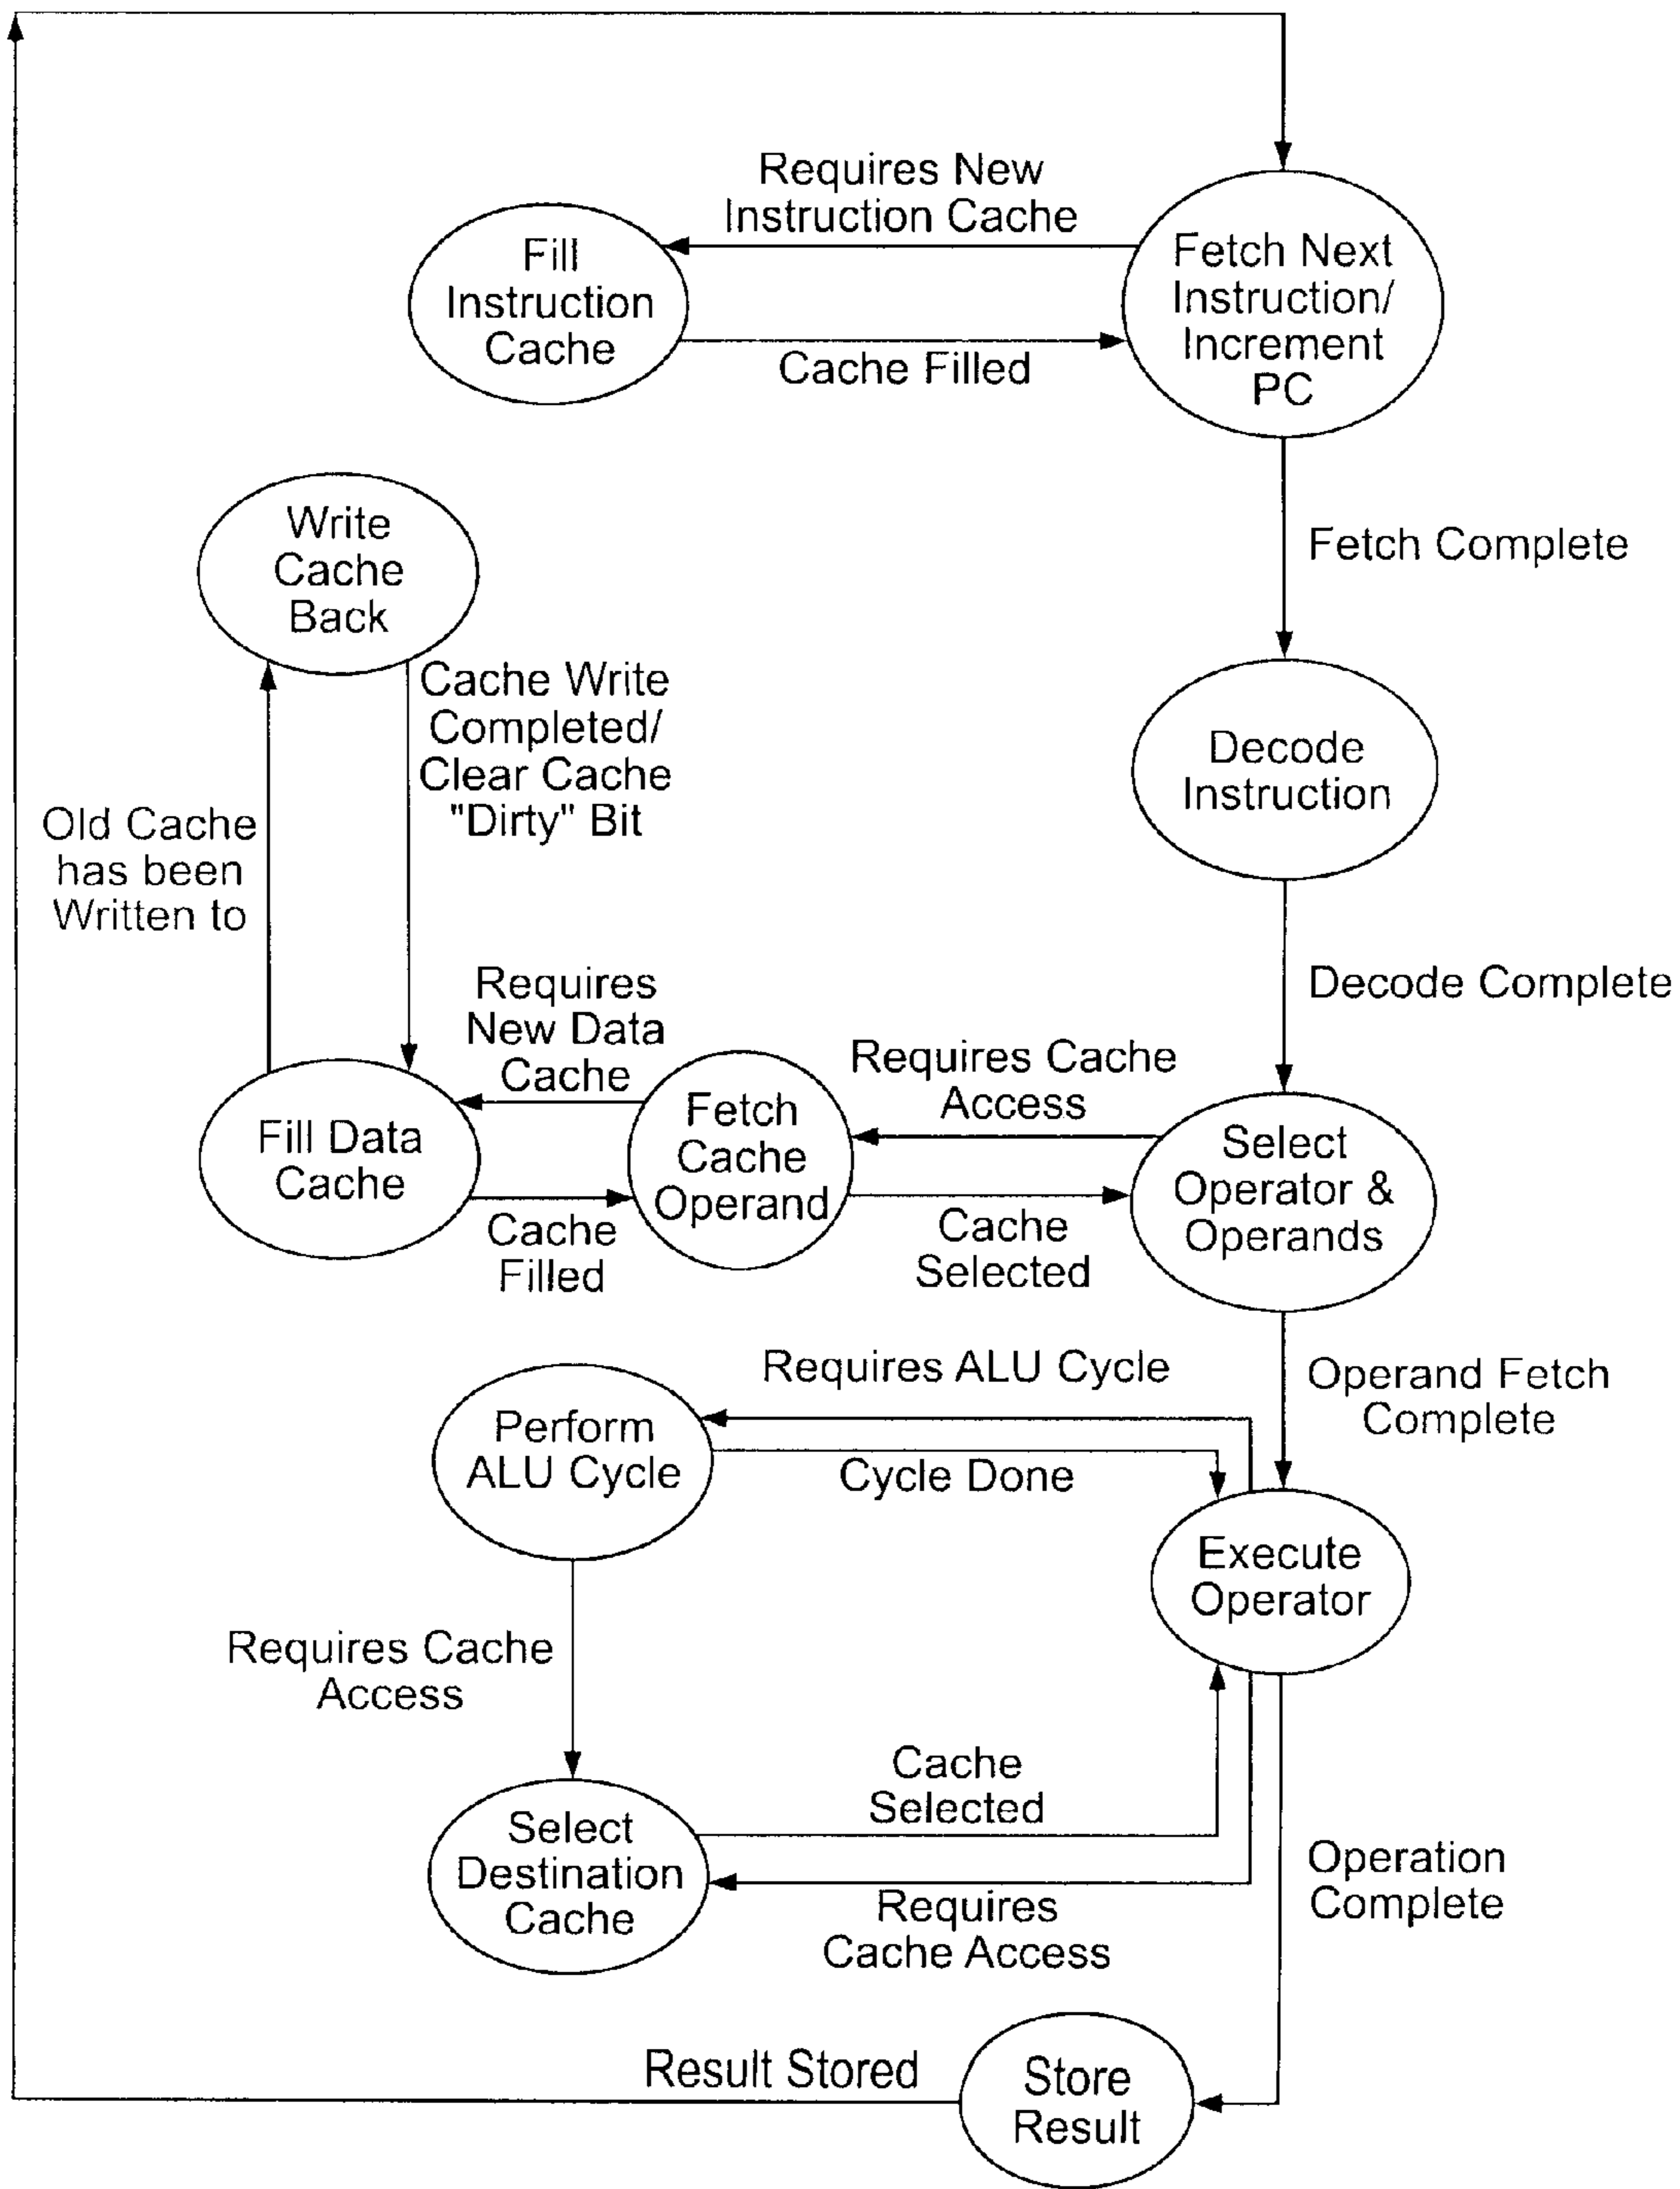 Requires New
Instruction Cache
Fill
Instruction
Cache
Fetch Next
Instruction/
Increment
PC
Cache Filled
Write
Cache
Back
Fetch Complete
Cache Write
Completed/
Clear Cache
"Dirty" Bit
Old Cache
has been
Written to
Decode
Instruction
Decode Complete
Requires
New Data
Cache
Requires Cache
Access
Fill Data
Cache
Fetch
Cache
Operand
Select
Operator &
Operands
Cache
Filled
Cache
Selected
Requires ALU Cycle
Operand Fetch
Complete
Perform
ALU Cycle
Cycle Done
Execute
Operator
Requires Cache
Access
Cache
Selected
Select
Destination
Cache
Requires
Cache Access
Operation
Complete
Result Stored
Store
Result